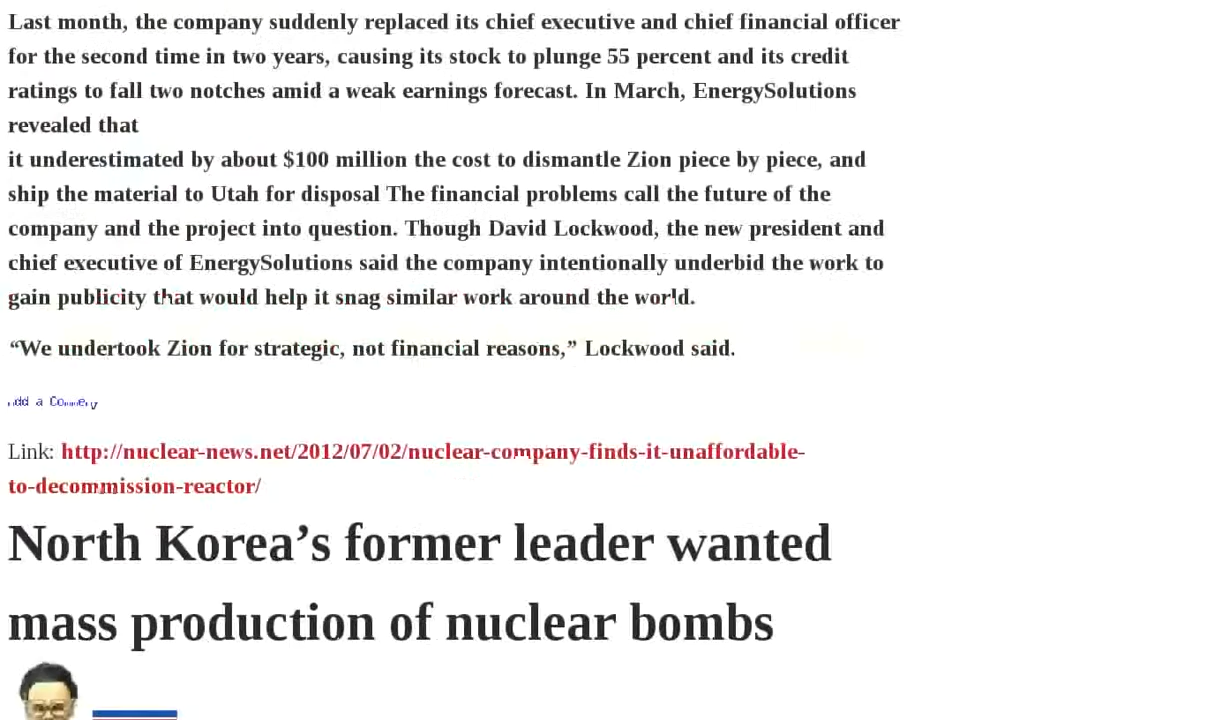 Last month, the company suddenly replaced its chief executive and chief financial officer
for the second time in two years, causing its stock to plunge 55 percent and its credit
ratings to fall two notches amid a weak earnings forecast. In March, EnergySolutions
revealed that
it underestimated by about $100 million the cost to dismantle Zion piece by piece, and
ship the material to Utah for disposal The financial problems call the future of the
company and the project into question. Though David Lockwood, the new president and
chief executive of EnergySolutions said the company intentionally underbid the work to
gain publicity that would help it snag similar work around the world.
“We undertook Zion for strategic, not financial reasons,” Lockwood said.
a
Link: http://nuclear-news.net/2012/07/02/nuclear-company-finds-it-unaffordable-
to-decommission-reactor/
North Korea’s former leader wanted
mass production of nuclear bombs